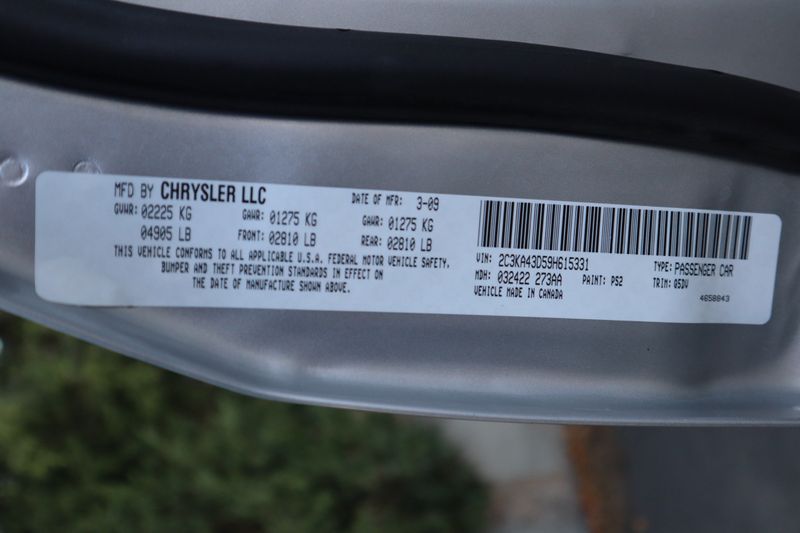 MFD BY CHRYSLER LLC DATE OF MFR: 3-09
GVWR: 02225 KG GAWR: 01275 KG GAWR: 01275 KG
04905 LB FRONT: 02810 LB REAR: 02810 LB
THIS VEHICLE CONFORMS TO ALL APPLICABLE U.S.A. FEDERAL MOTOR VEHICLE SAFETY,
BUMPER AND THEFT PREVENTION STANDARDS IN EFFECT ON
THE DATE OF MANUFACTURE SHOWN ABOVE.
VIN: 2C3KA43D59H615331 TYPE: PASSENGER CAR
MDH: 032422 273AA PAINT: PS2 TRIM: Q5DV
VEHICLE MADE IN CANADA 4658843